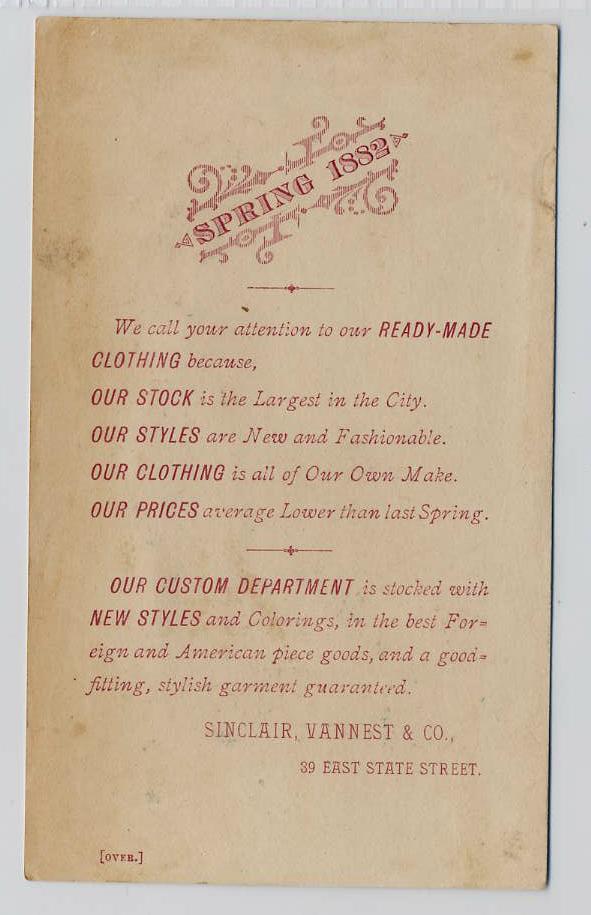 SPRING 1882
We call your attention to our READY-MADE
CLOTHING because,
OUR STOCK is the Largest in the City.
OUR STYLES are New and Fashionable.
OUR CLOTHING is all of Our Own Make.
OUR PRICES average Lower than last Spring.
OUR CUSTOM DEPARTMENT is stocked with
NEW STYLES and Colorings, in the best For=
eign and American piece goods, and a good=
fitting, stylish garment guaranteed.
SINCLAIR, VANNEST & CO.,
39 EAST STATE STREET.
[OVER.]